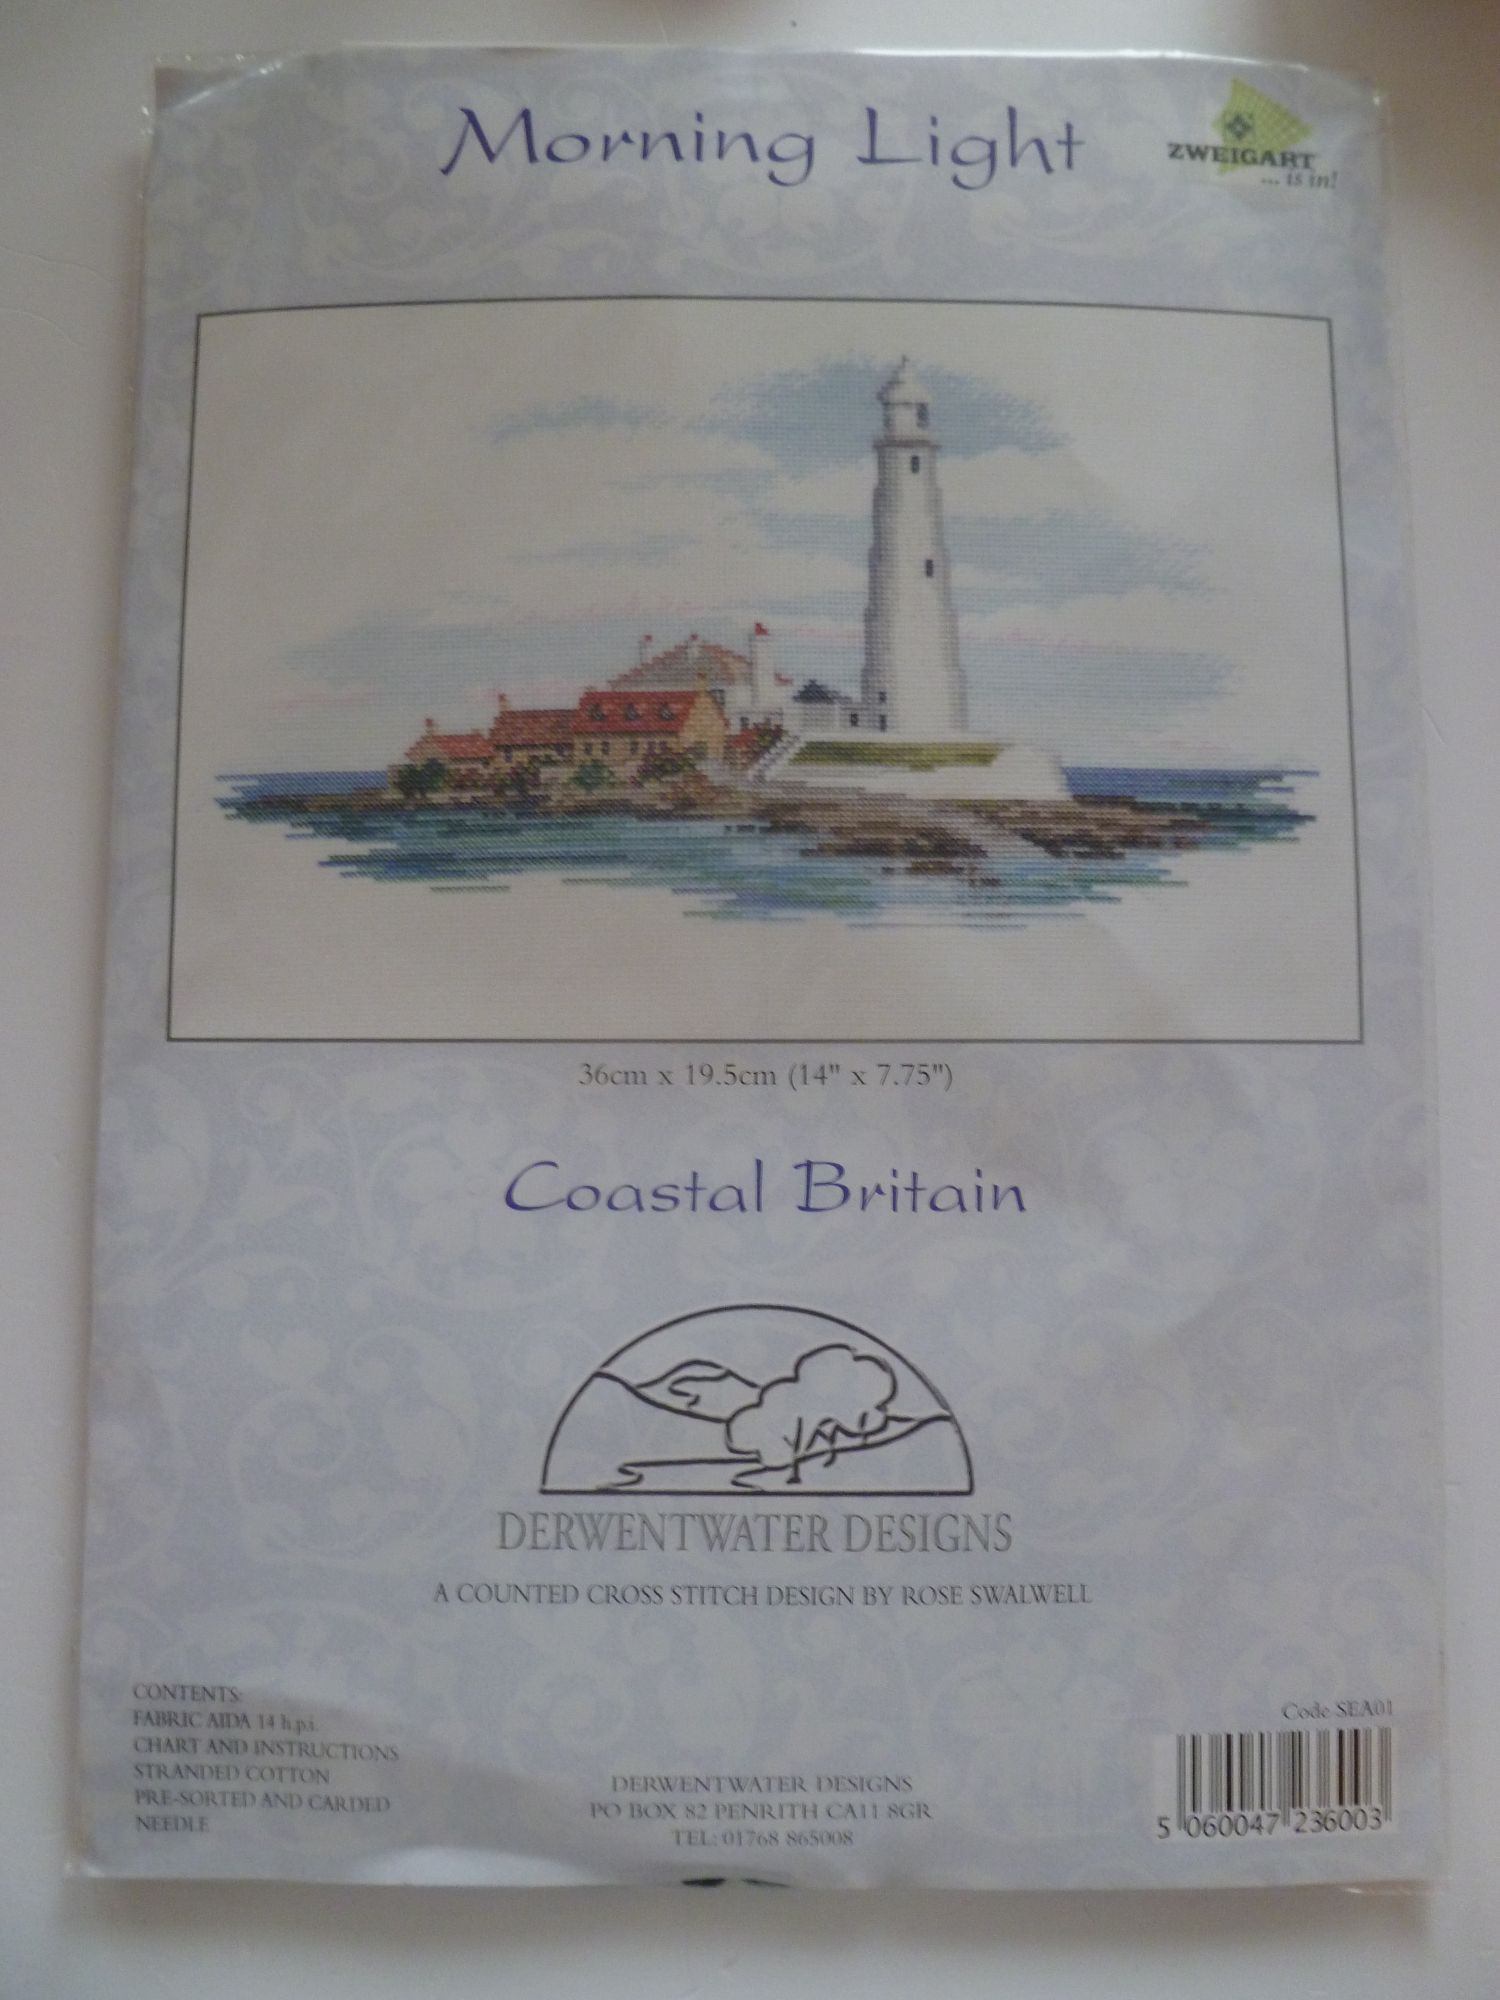 Morning Light
ZWEIGART
... is in!
36cm x 19.5cm (14" x 7.75")
Coastal Britain
DERWENTWATER DESIGNS
A COUNTED CROSS STITCH DESIGN BY ROSE SWALWELL
CONTENTS:
FABRIC AIDA 14 h.p.i.
CHART AND INSTRUCTIONS
STRANDED COTTON
PRE-SORTED AND CARDED
NEEDLE
DERWENTWATER DESIGNS
PO BOX 82 PENRITH CA11 8GR
TEL: 01768 865008
Code SEA01
5 060047 236003